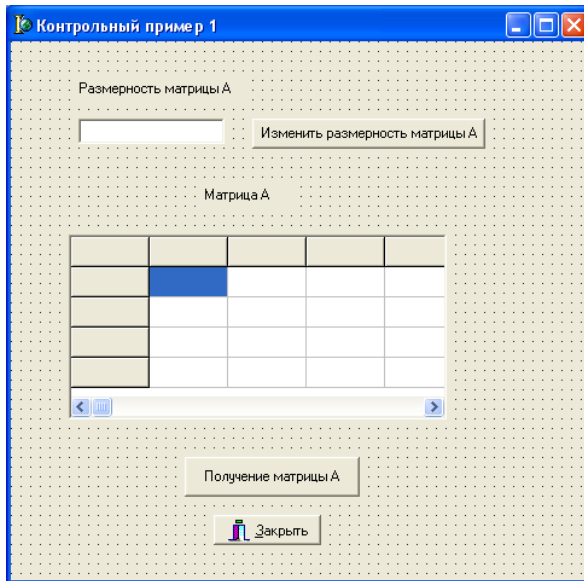 Контрольный пример 1
Размерность матрицы A
Изменить размерность матрицы A
Матрица A
Получение матрицы A
Закрыть